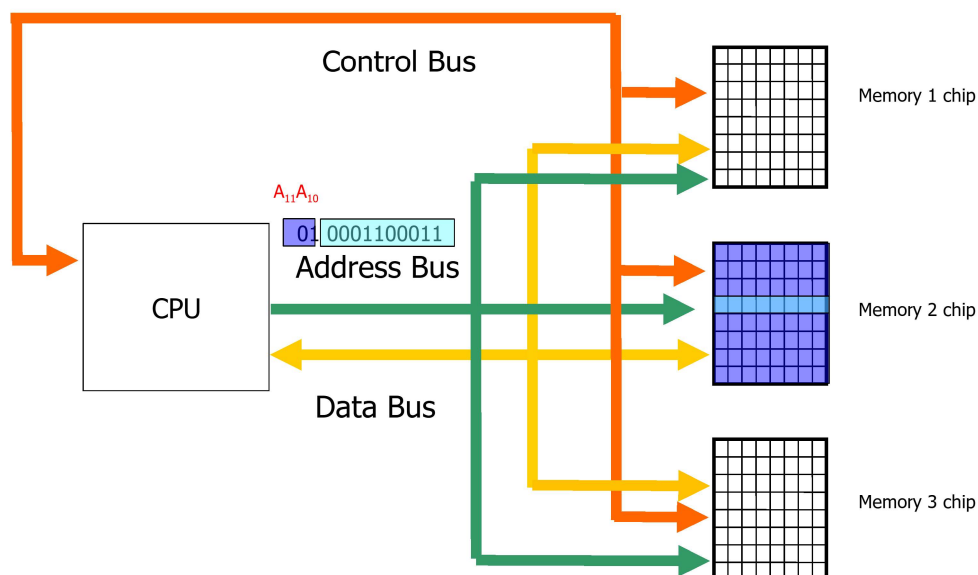 Control Bus
Memory 1 chip
A11A10
01 0001100011
Address Bus
CPU
Memory 2 chip
Data Bus
Memory 3 chip